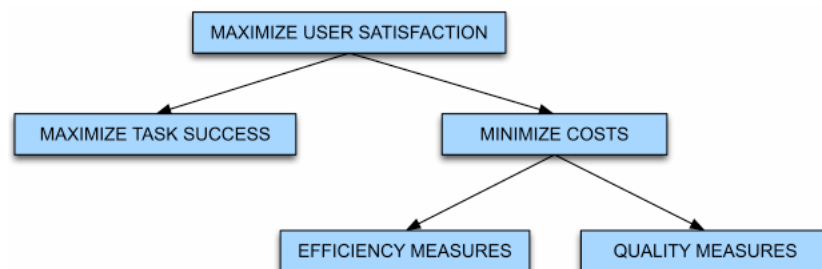 MAXIMIZE USER SATISFACTION
MAXIMIZE TASK SUCCESS
MINIMIZE COSTS
EFFICIENCY MEASURES
QUALITY MEASURES